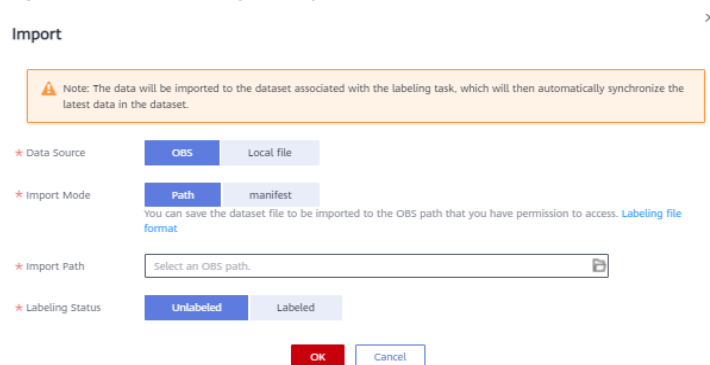 Import
Note: The data will be imported to the dataset associated with the labeling task, which will then automatically synchronize the
latest data in the dataset.
* Data Source OBS Local file
* Import Mode Path manifest
You can save the dataset file to be imported to the OBS path that you have permission to access. Labeling file
format
* Import Path Select an OBS path.
* Labeling Status Unlabeled Labeled
OK Cancel